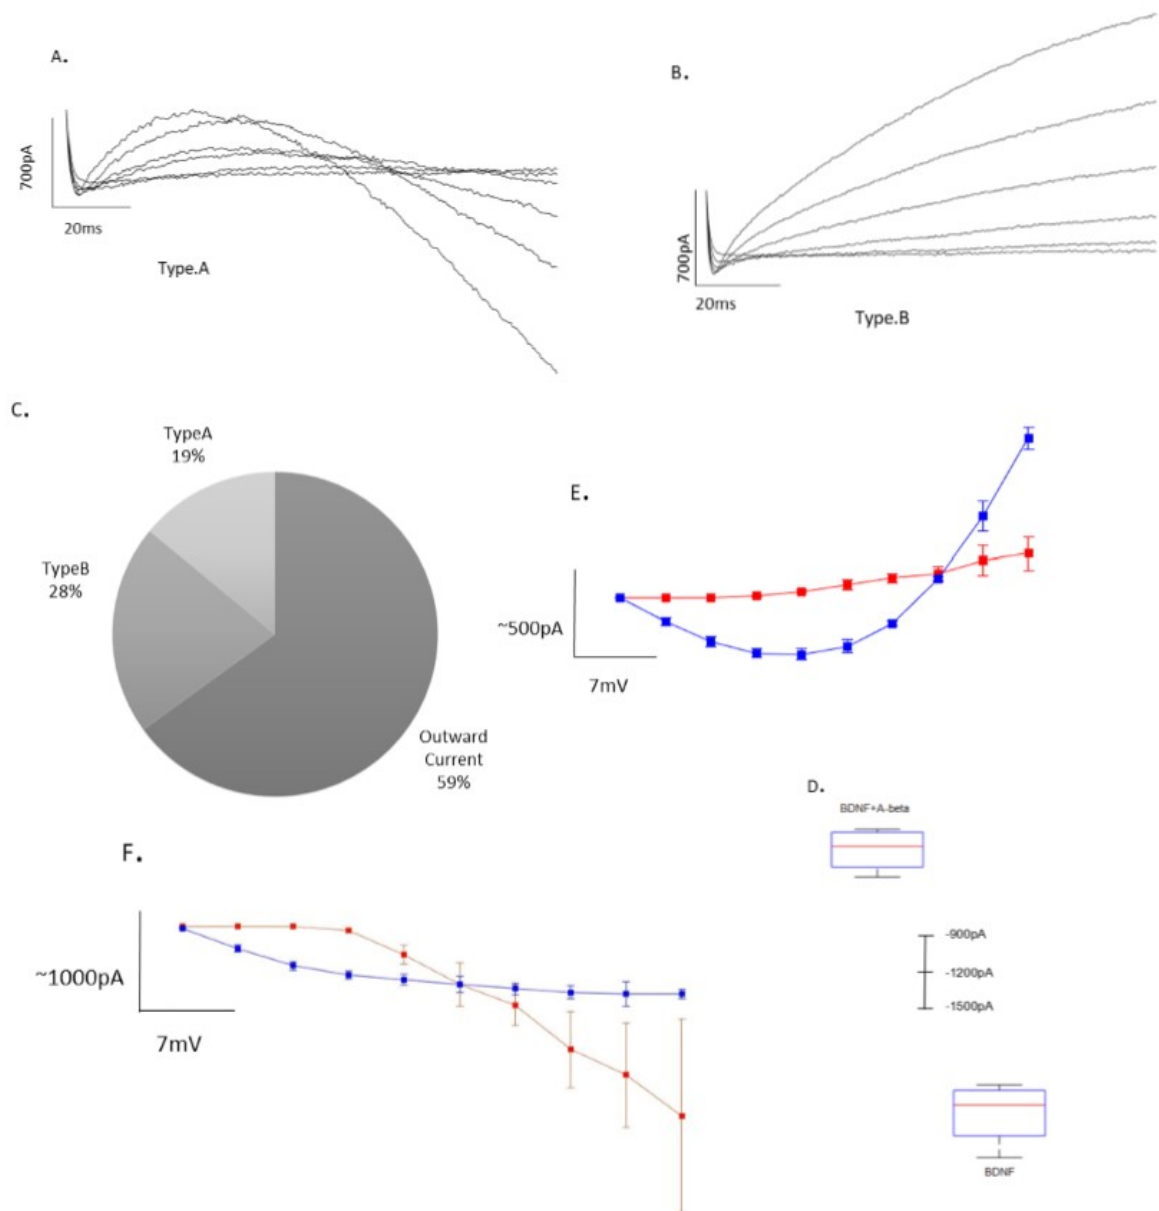 A.
700pA
20ms
Type.A
B.
700pA
20ms
Type.B
C.
TypeA
19%
TypeB
28%
Outward
Current
59%
E.
~500pA
7mV
D.
BDNF+A-beta
-900pA
-1200pA
-1500pA
BDNF
F.
~1000pA
7mV